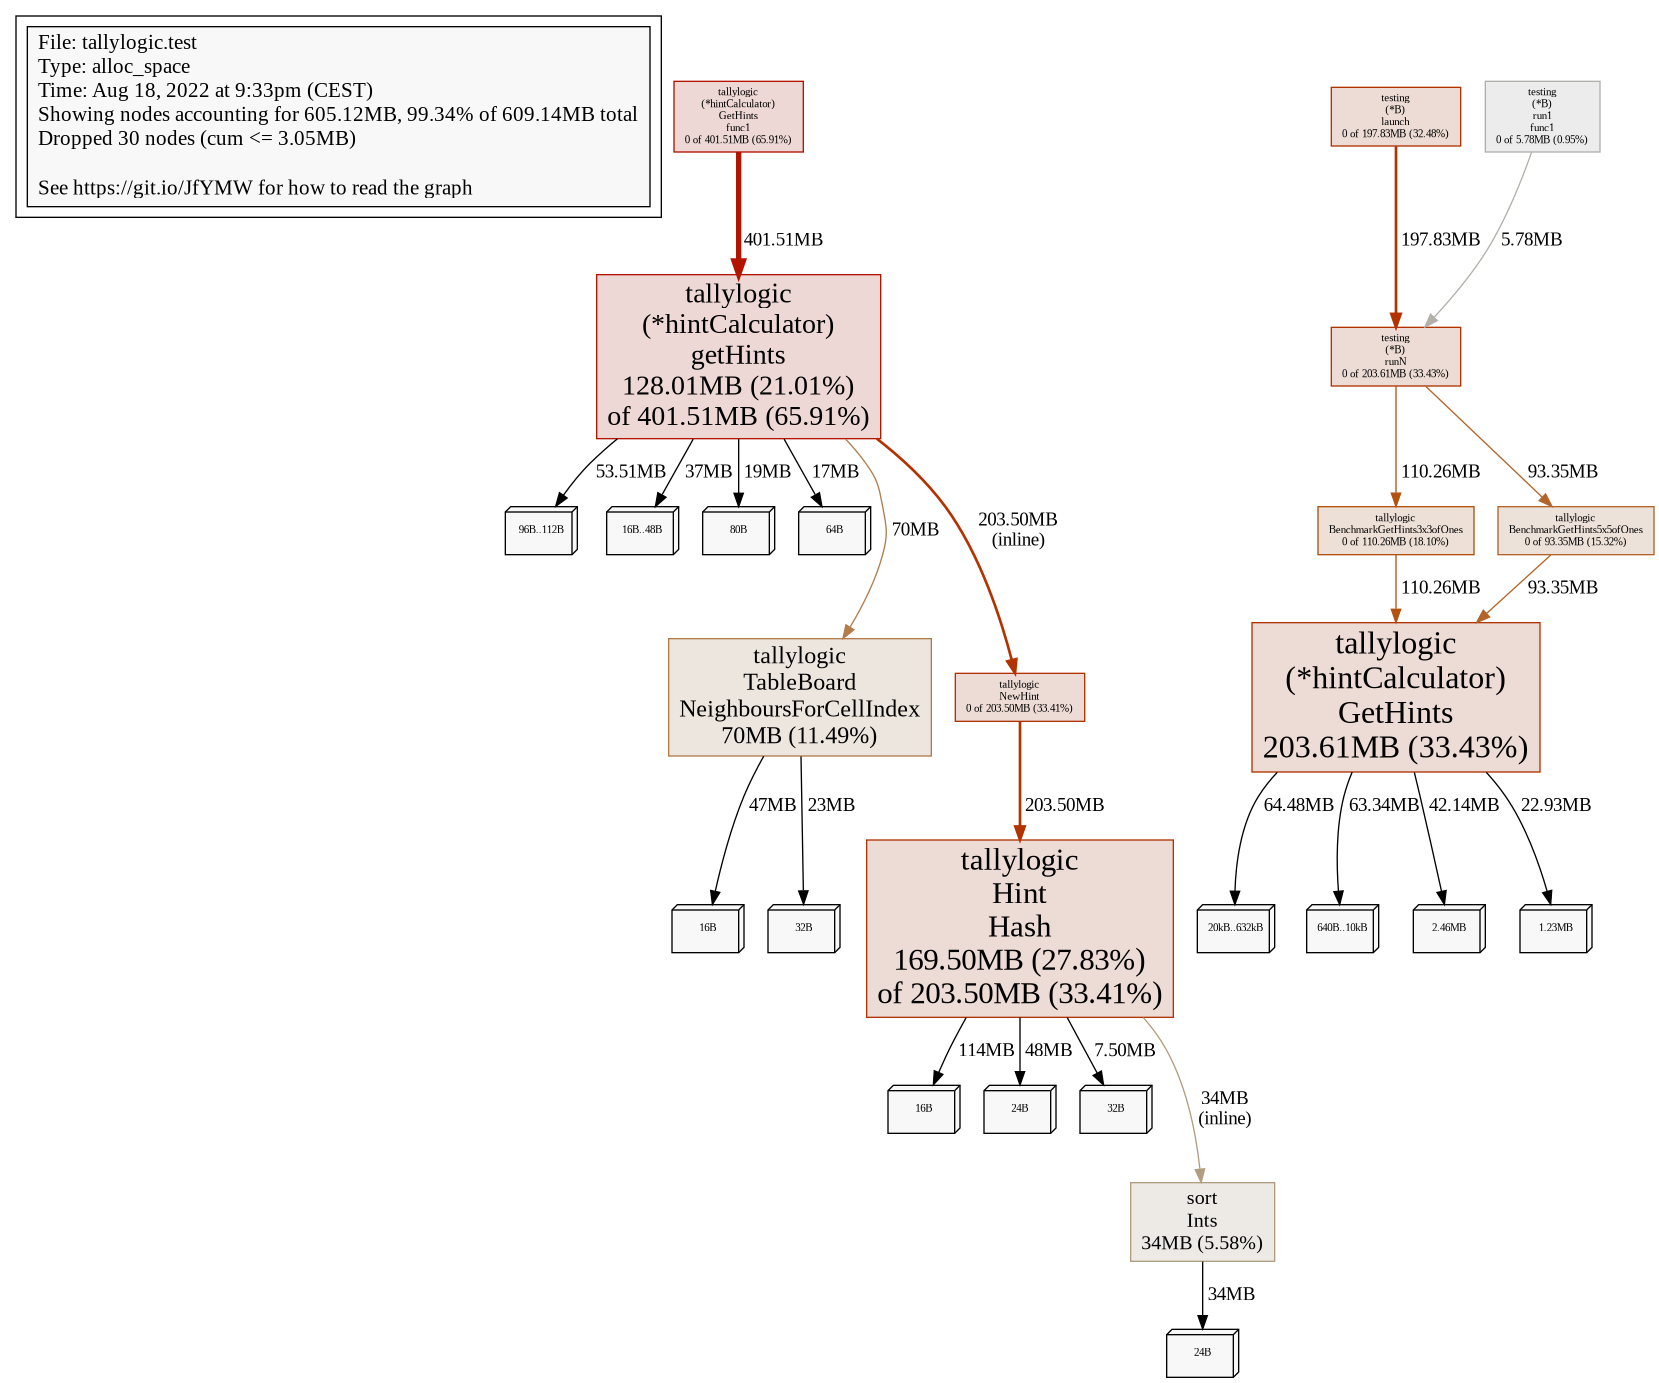 File: tallylogic.test
Type: alloc_space
Time: Aug 18, 2022 at 9:33pm (CEST)
Showing nodes accounting for 605.12MB, 99.34% of 609.14MB total
Dropped 30 nodes (cum <= 3.05MB)
See https://git.io/JfYMW for how to read the graph
tallylogic
(*hintCalculator)
GetHints
func1
0 of 401.51MB (65.91%)
testing
(*B)
launch
0 of 197.83MB (32.48%)
testing
(*B)
run1
func1
0 of 5.78MB (0.95%)
401.51MB
197.83MB
5.78MB
tallylogic
(*hintCalculator)
getHints
128.01MB (21.01%)
of 401.51MB (65.91%)
testing
(*B)
runN
0 of 203.61MB (33.43%)
53.51MB
37MB
19MB
17MB
70MB
203.50MB
(inline)
110.26MB
93.35MB
96B..112B
16B..48B
80B
64B
tallylogic
BenchmarkGetHints3x3ofOnes
0 of 110.26MB (18.10%)
tallylogic
BenchmarkGetHints5x5ofOnes
0 of 93.35MB (15.32%)
110.26MB
93.35MB
tallylogic
TableBoard
NeighboursForCellIndex
70MB (11.49%)
tallylogic
NewHint
0 of 203.50MB (33.41%)
tallylogic
(*hintCalculator)
GetHints
203.61MB (33.43%)
47MB
23MB
203.50MB
64.48MB
63.34MB
42.14MB
22.93MB
16B
32B
tallylogic
Hint
Hash
169.50MB (27.83%)
of 203.50MB (33.41%)
20kB..632kB
640B..10kB
2.46MB
1.23MB
114MB
48MB
7.50MB
34MB
(inline)
16B
24B
32B
sort
Ints
34MB (5.58%)
34MB
24B